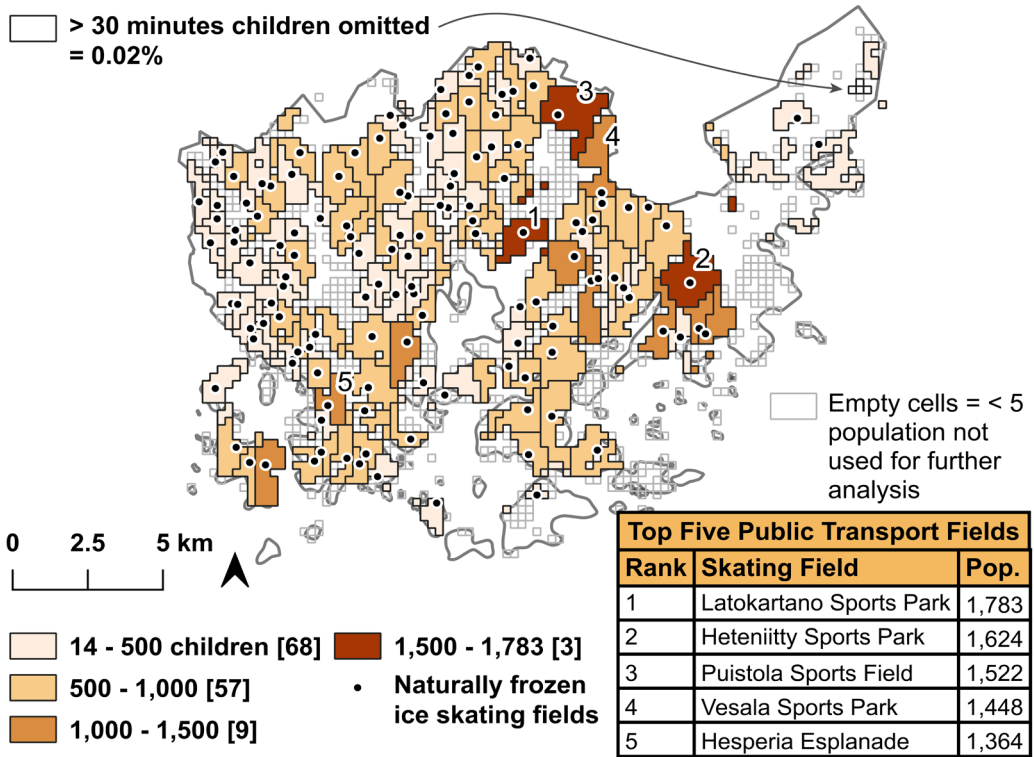 > 30 minutes children omitted
= 0.02%
3
4
1
2
5
Empty cells = < 5
population not
used for further
analysis
0 2.5 5 km
14 - 500 children [68]
500 - 1,000 [57]
1,000 - 1,500 [9]
1,500 - 1,783 [3]
Naturally frozen
ice skating fields
Top Five Public Transport Fields
Rank Skating Field Pop.
1 Latokartano Sports Park 1,783
2 Heteniitty Sports Park 1,624
3 Puistola Sports Field 1,522
4 Vesala Sports Park 1,448
5 Hesperia Esplanade 1,364